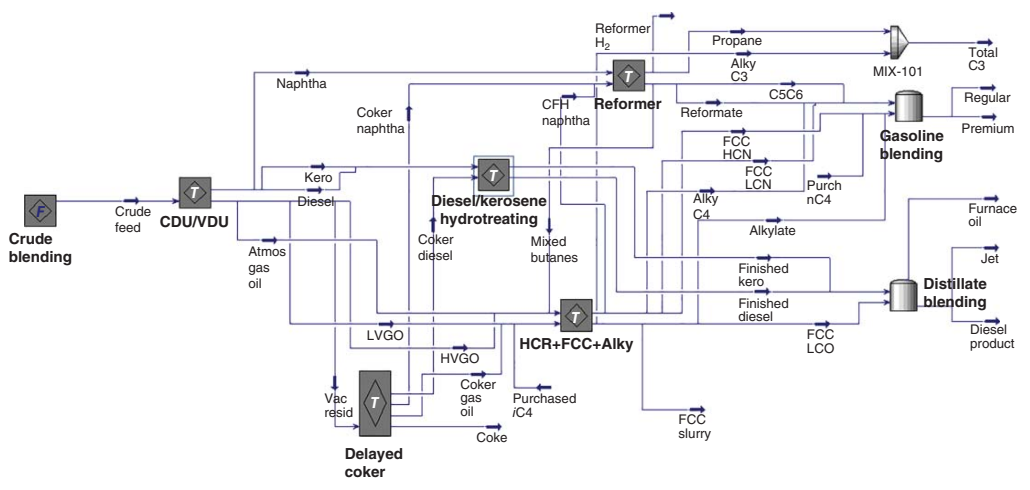 Reformer
H2
Propane
Alky
C3
MIX-101
Total
C3
Naphtha
T
Reformer
C5C6
Reformate
Regular
Premium
Gasoline
blending
Coker
naphtha
CFH
naphtha
FCC
HCN
FCC
LCN
Purch
nC4
Kero
Diesel
T
Diesel/kerosene
hydrotreating
Alky
C4
Alkylate
F
Crude
blending
Crude
feed
T
CDU/VDU
Atmos
gas
oil
Coker
diesel
Mixed
butanes
Finished
kero
Finished
diesel
Furnace
oil
Jet
Distillate
blending
Diesel
product
LVGO
HVGO
T
HCR+FCC+Alky
FCC
LCO
Vac
resid
T
Coker
gas
oil
Purchased
iC4
Coke
FCC
slurry
Delayed
coker